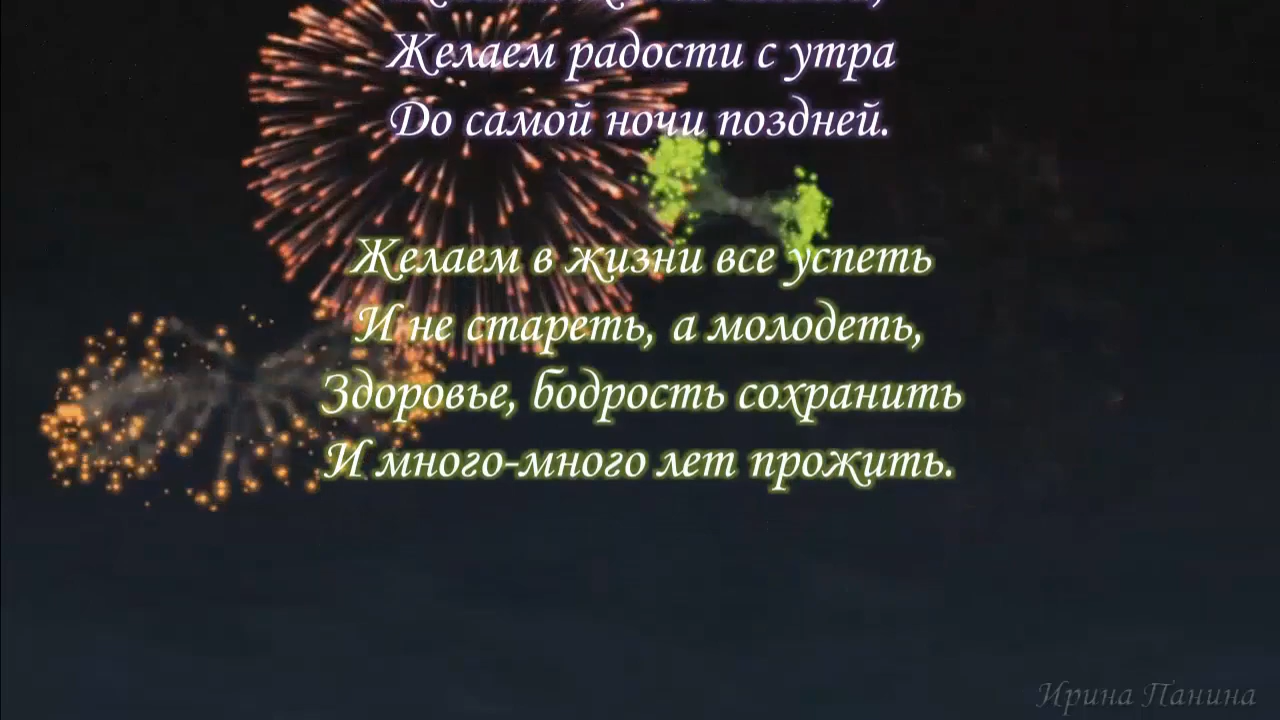 Желаем радости с утра
До самой ночи поздней.
Желаем в жизни все успеть
И не стареть, а молодеть,
Здоровье, бодрость сохранить
И много-много лет прожить.
Ирина Панина